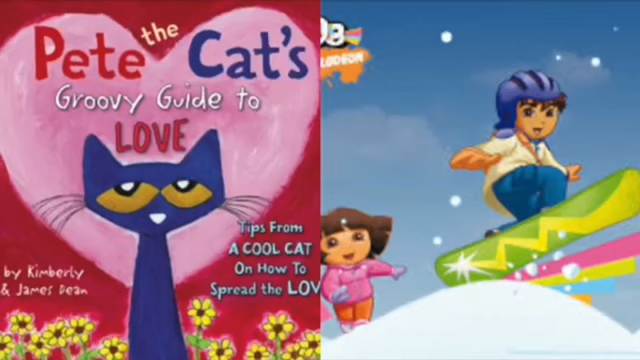 the
Pete Cat's
Groovy Guide to
LOVE
Tips From
A COOL CAT
On How To
Spread the LOV
by Kimberly
& James Dean